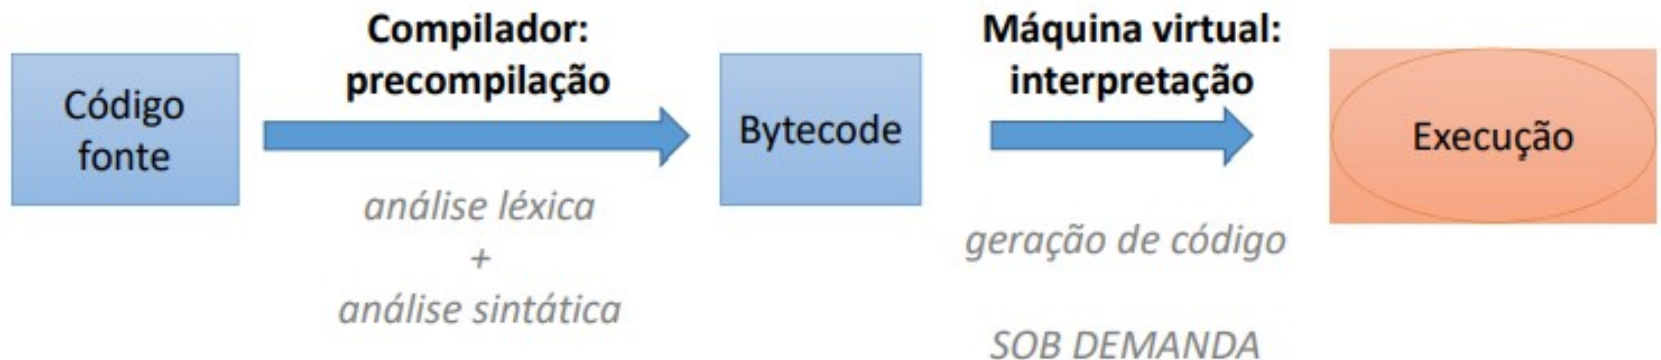 Código
fonte
Compilador:
precompilação
análise léxica
+
análise sintática
Bytecode
Máquina virtual:
interpretação
geração de código
SOB DEMANDA
Execução